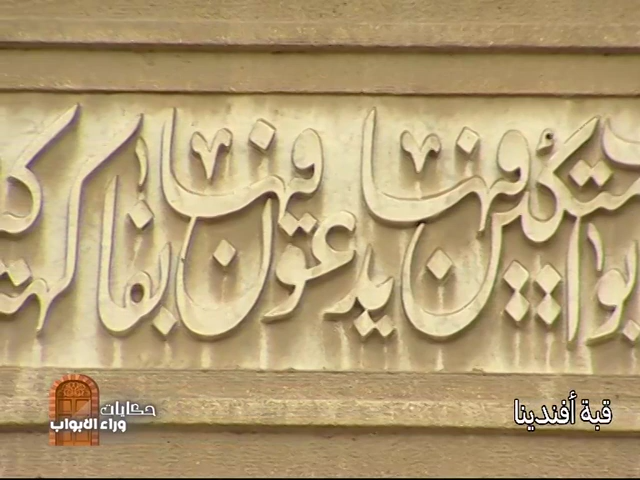 متكئين فيها يدعون فيها بفاكهة
قبة أفندينا
حكايات
وراء الابواب